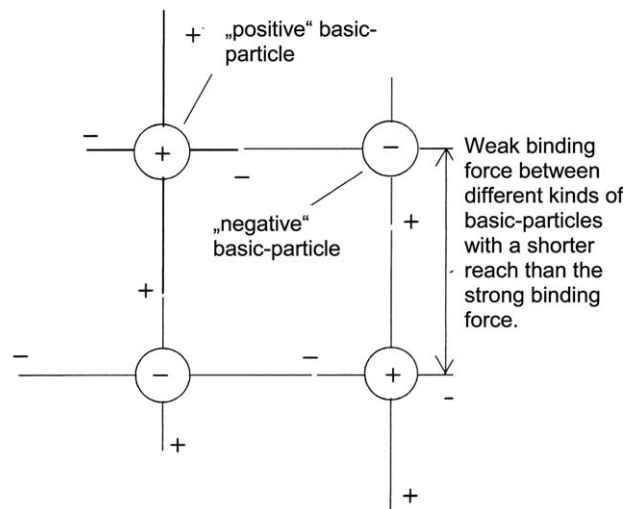 + „positive“ basic-
particle
− + − −
Weak binding
force between
different kinds of
basic-particles
with a shorter
reach than the
strong binding
force.
„negative“
basic-particle
+
+
− − − + -
+
+